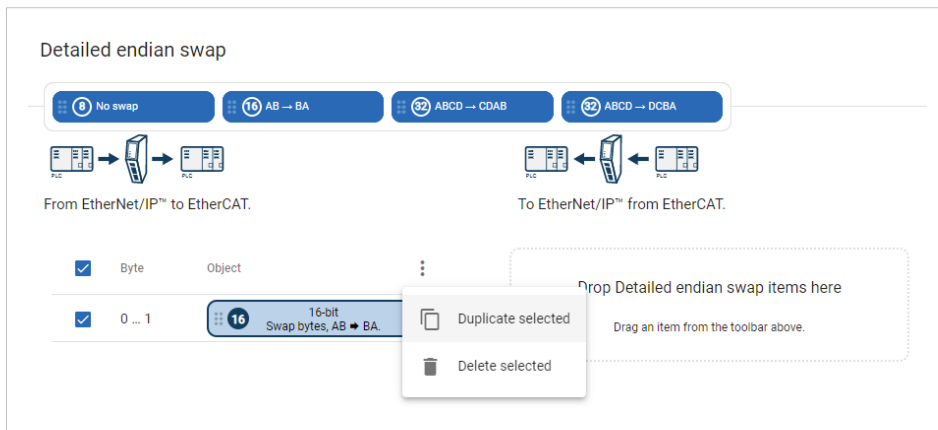 Detailed endian swap
8 No swap
16 AB → BA
32 ABCD → CDAB
32 ABCD → DCBA
PLC
PLC
PLC
PLC
From EtherNet/IP™ to EtherCAT.
To EtherNet/IP™ from EtherCAT.
Byte
Object
0 ... 1
16
16-bit
Swap bytes, AB ➡ BA.
Duplicate selected
Delete selected
Drop Detailed endian swap items here
Drag an item from the toolbar above.